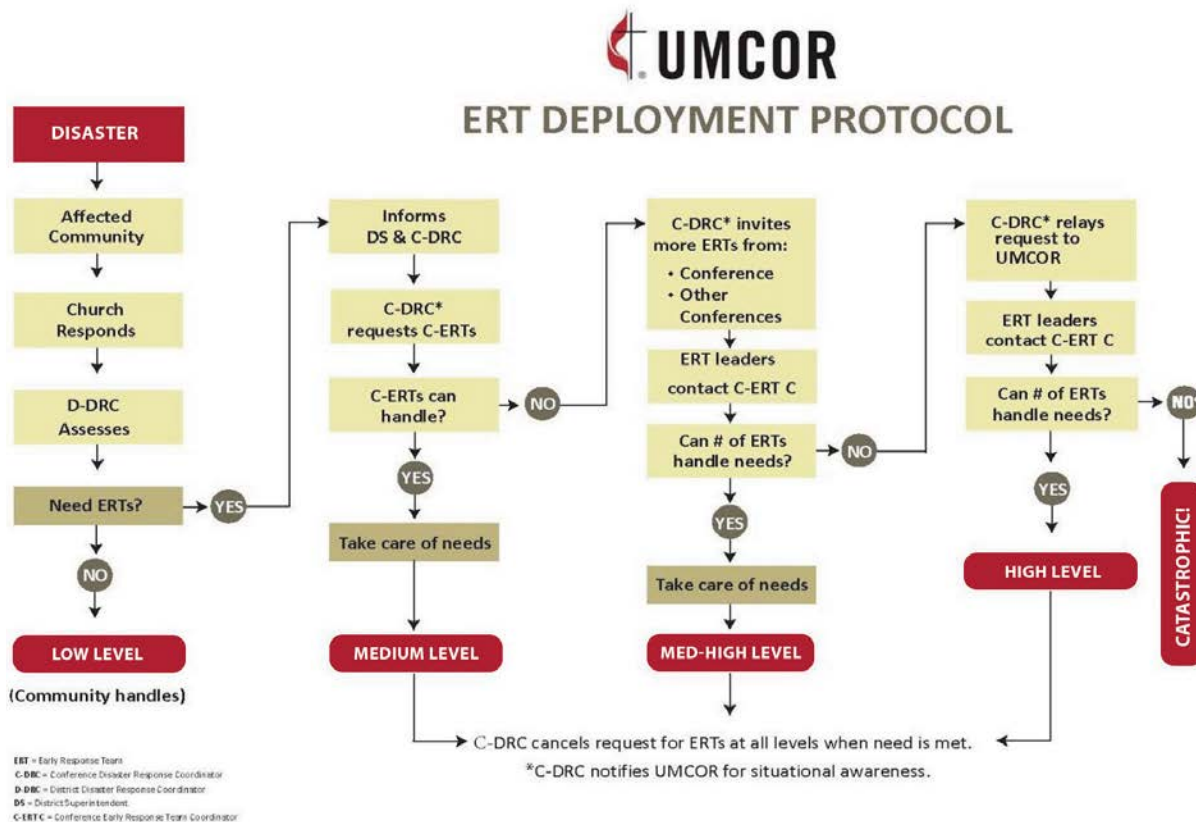 UMCOR
ERT DEPLOYMENT PROTOCOL
DISASTER
Affected
Community
Church
Responds
D-DRC
Assesses
Need ERTs?
YES
NO
LOW LEVEL
(Community handles)
Informs
DS & C-DRC
C-DRC*
requests C-ERTs
C-ERTs can
handle?
NO
YES
Take care of needs
MEDIUM LEVEL
C-DRC* invites
more ERTs from:
• Conference
• Other
Conferences
ERT leaders
contact C-ERT C
Can # of ERTs
handle needs?
NO
YES
Take care of needs
MED-HIGH LEVEL
C-DRC* relays
request to
UMCOR
ERT leaders
contact C-ERT C
Can # of ERTs
handle needs?
NO
YES
HIGH LEVEL
CATASTROPHIC!
C-DRC cancels request for ERTs at all levels when need is met.
*C-DRC notifies UMCOR for situational awareness.
ERT = Early Response Team
C-DRC = Conference Disaster Response Coordinator
D-DRC = District Disaster Response Coordinator
DS = District Superintendent
C-ERT C = Conference Early Response Team Coordinator